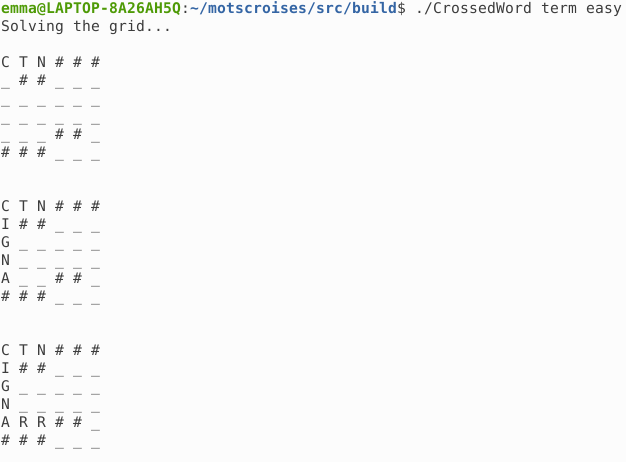 emma@LAPTOP-8A26AH5Q:~/motscroises/src/build$ ./CrossedWord term easy
Solving the grid...
C T N # # #
_ # # _ _ _
_ _ _ _ _ _
_ _ _ _ _ _
_ _ _ # # _
# # # _ _ _
C T N # # #
I # # _ _ _
G _ _ _ _ _
N _ _ _ _ _
A _ _ # # _
# # # _ _ _
C T N # # #
I # # _ _ _
G _ _ _ _ _
N _ _ _ _ _
A R R # # _
# # # _ _ _